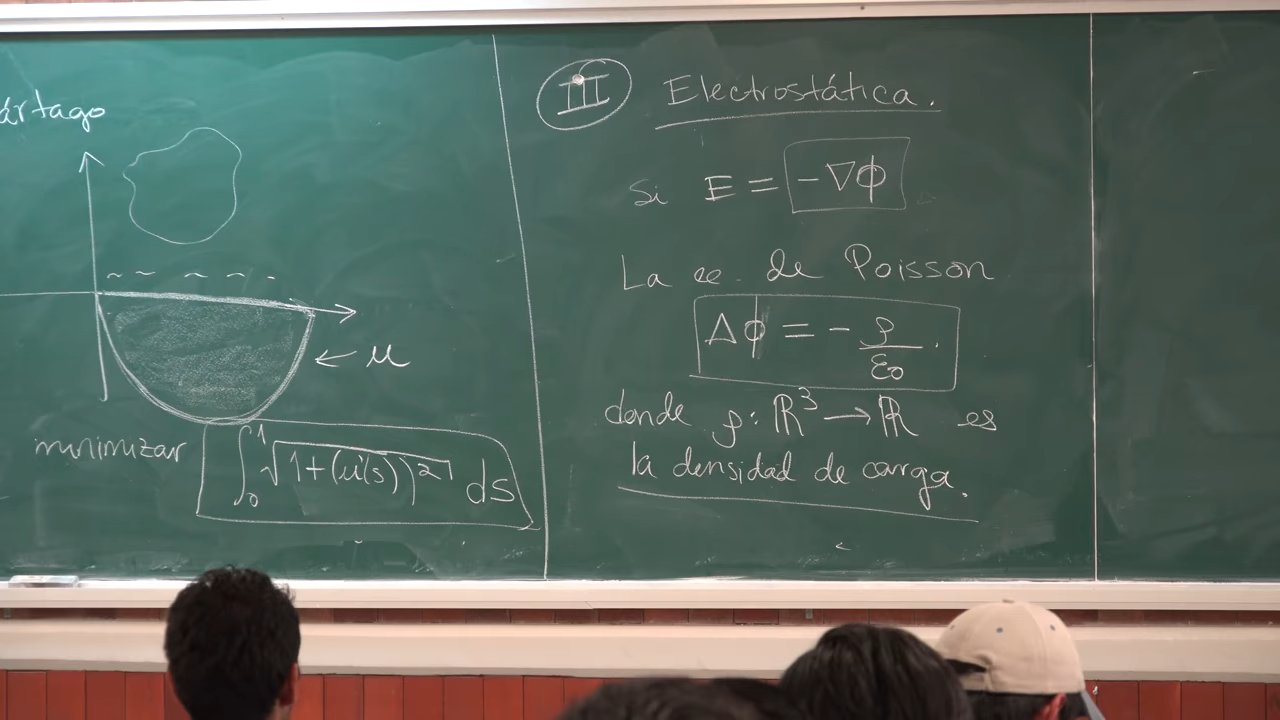 ártago
← u
minimizar ∫₀¹ √(1+(u'(s))²) ds
III Electrostática.
Si E = -∇ϕ
La ec. de Poisson
Δϕ = - ρ/ε₀.
donde ρ: ℝ³ → ℝ es
la densidad de carga.